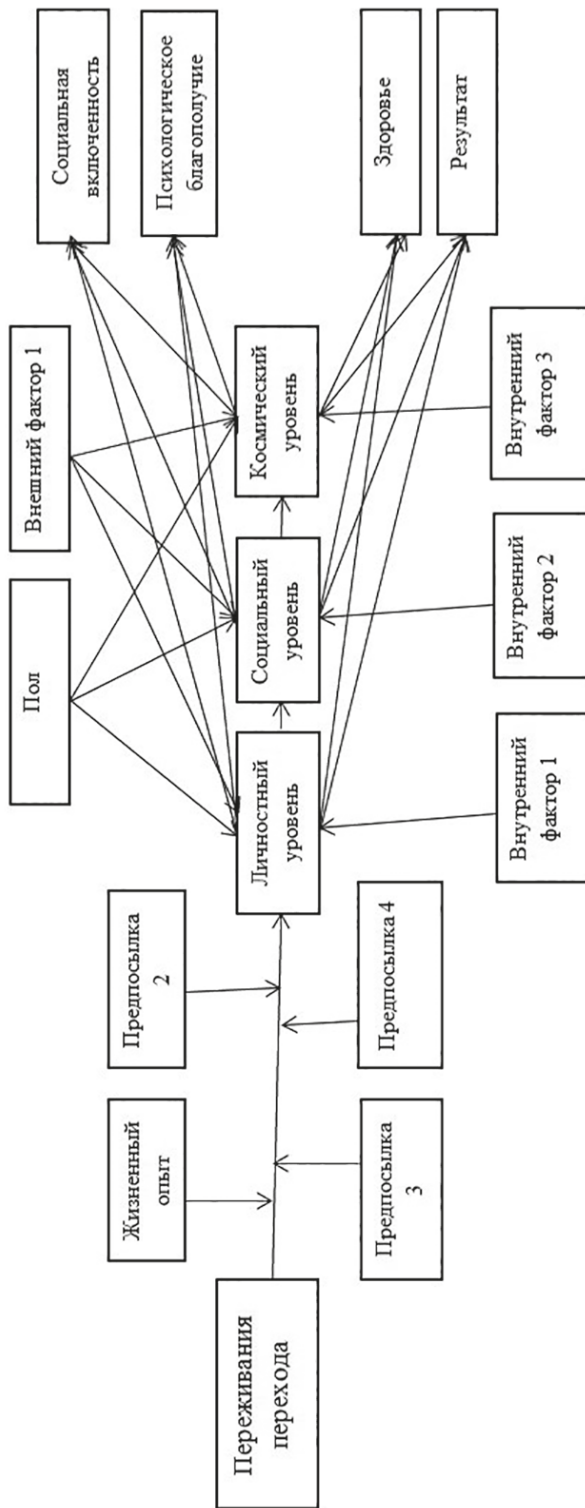 Переживания
перехода
Жизненный
опыт
Предпосылка
2
Предпосылка
3
Предпосылка 4
Пол
Внешний фактор 1
Личностный
уровень
Социальный
уровень
Космический
уровень
Внутренний
фактор 1
Внутренний
фактор 2
Внутренний
фактор 3
Социальная
включенность
Психологическое
благополучие
Здоровье
Результат